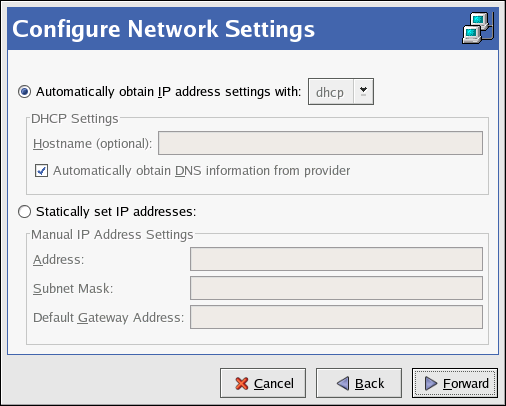 Configure Network Settings
Automatically obtain IP address settings with: dhcp
DHCP Settings
Hostname (optional):
Automatically obtain DNS information from provider
Statically set IP addresses:
Manual IP Address Settings
Address:
Subnet Mask:
Default Gateway Address:
Cancel Back Forward